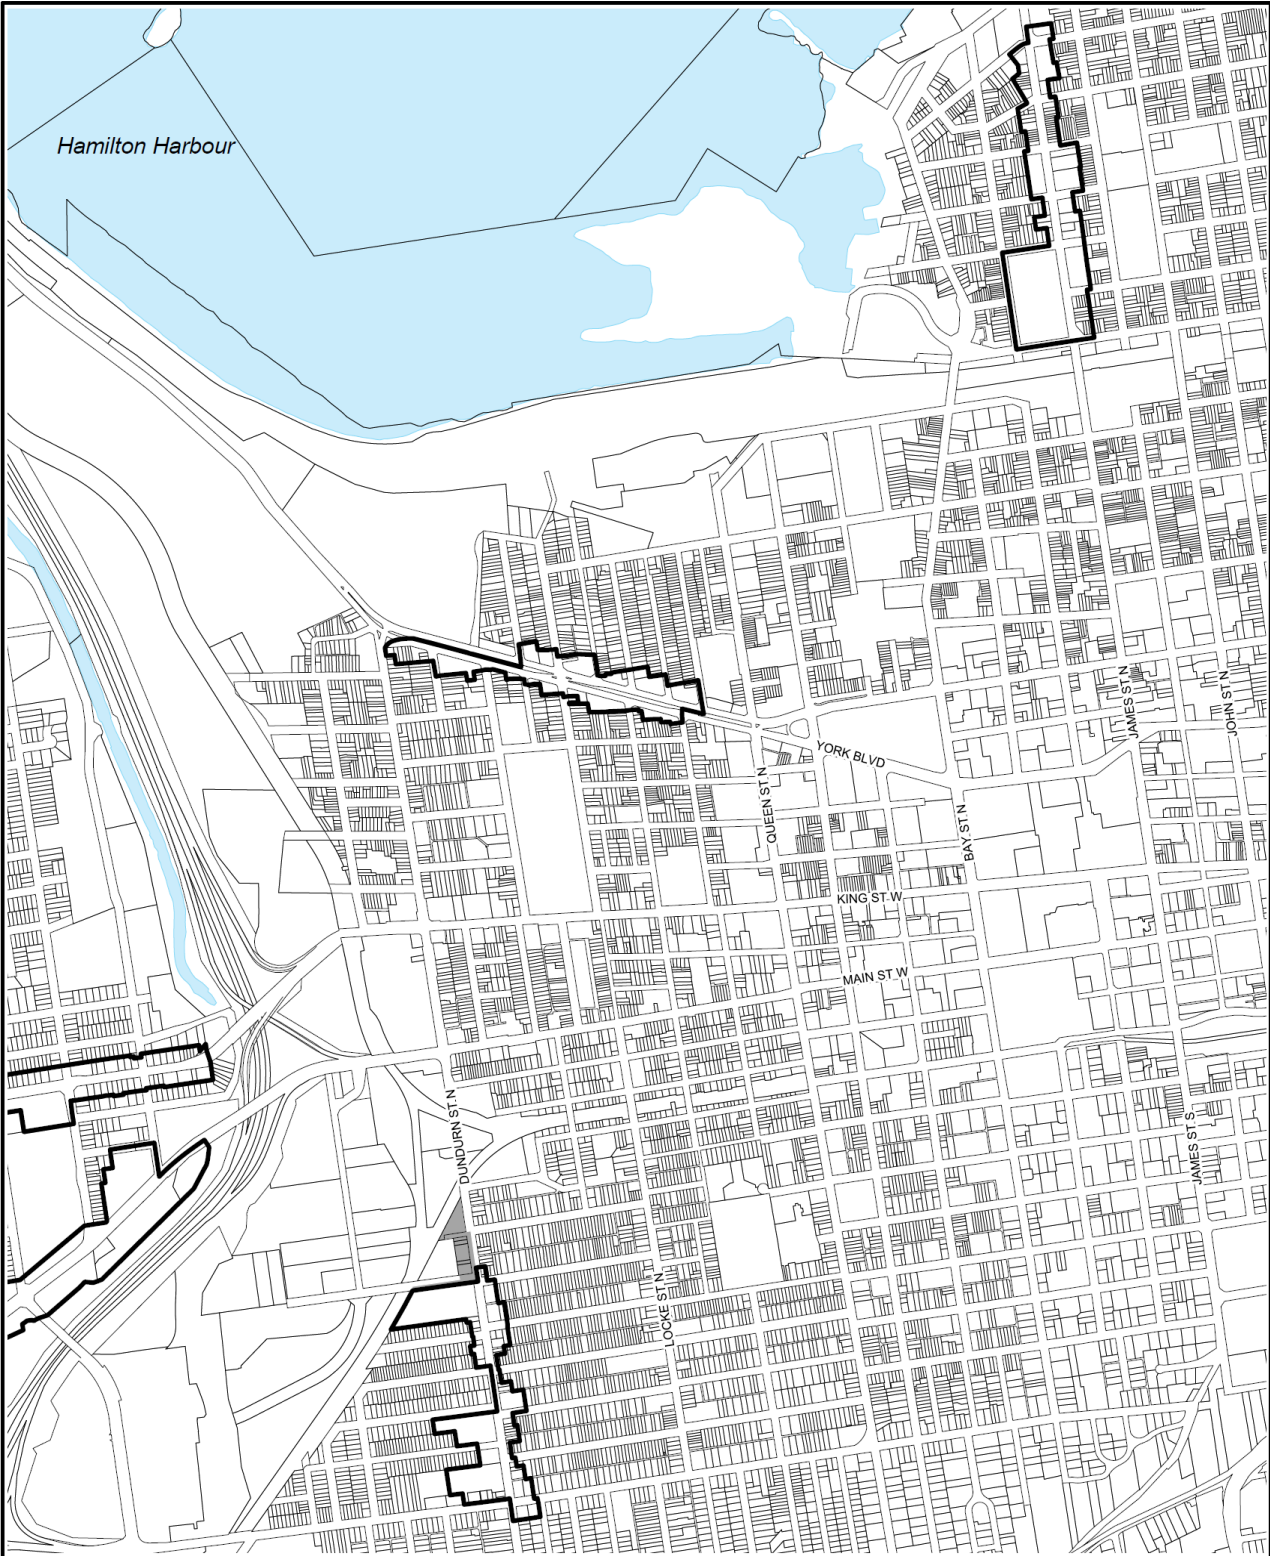 Hamilton Harbour
JAMES ST N
JOHN ST N
YORK BLVD
QUEEN ST N
BAY ST N
KING ST W
MAIN ST W
DUNDURN ST N
JAMES ST S
LOCKE ST N